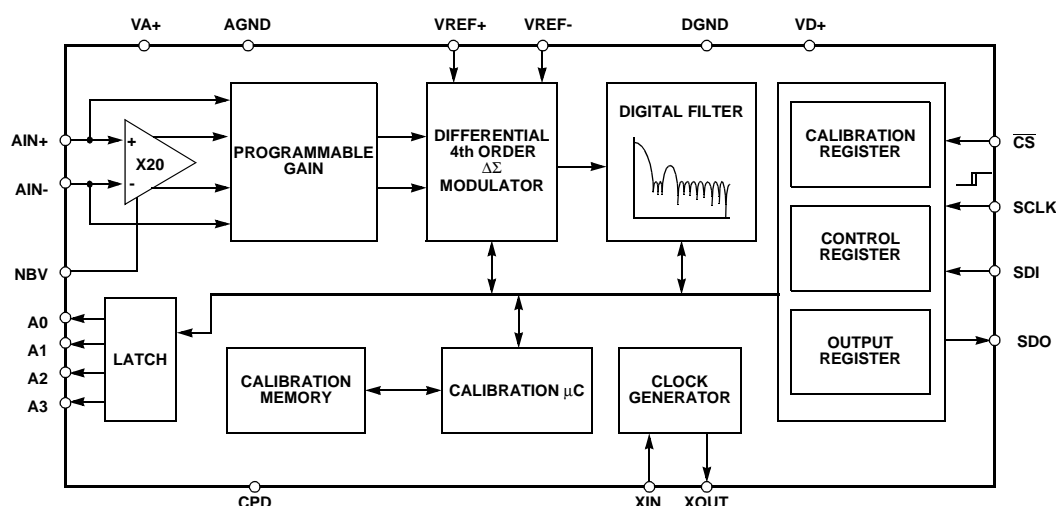 VA+ AGND VREF+ VREF- DGND VD+
AIN+
AIN-
NBV
+
X20
-
PROGRAMMABLE
GAIN
DIFFERENTIAL
4th ORDER
ΔΣ
MODULATOR
DIGITAL FILTER
CALIBRATION
REGISTER
CONTROL
REGISTER
OUTPUT
REGISTER
CS
SCLK
SDI
SDO
A0
A1
A2
A3
LATCH
CALIBRATION
MEMORY
CALIBRATION μC
CLOCK
GENERATOR
CPD XIN XOUT